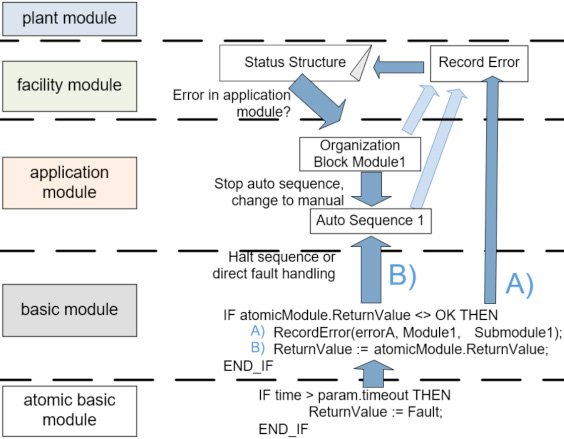 plant module
Status Structure
Record Error
facility module
Error in application
module?
Organization
Block Module1
application
module
Stop auto sequence,
change to manual
Auto Sequence 1
Halt sequence or
direct fault handling
B)
A)
basic module
IF atomicModule.ReturnValue <> OK THEN
A) RecordError(errorA, Module1, Submodule1);
B) ReturnValue := atomicModule.ReturnValue;
END_IF
atomic basic
module
IF time > param.timeout THEN
ReturnValue := Fault;
END_IF